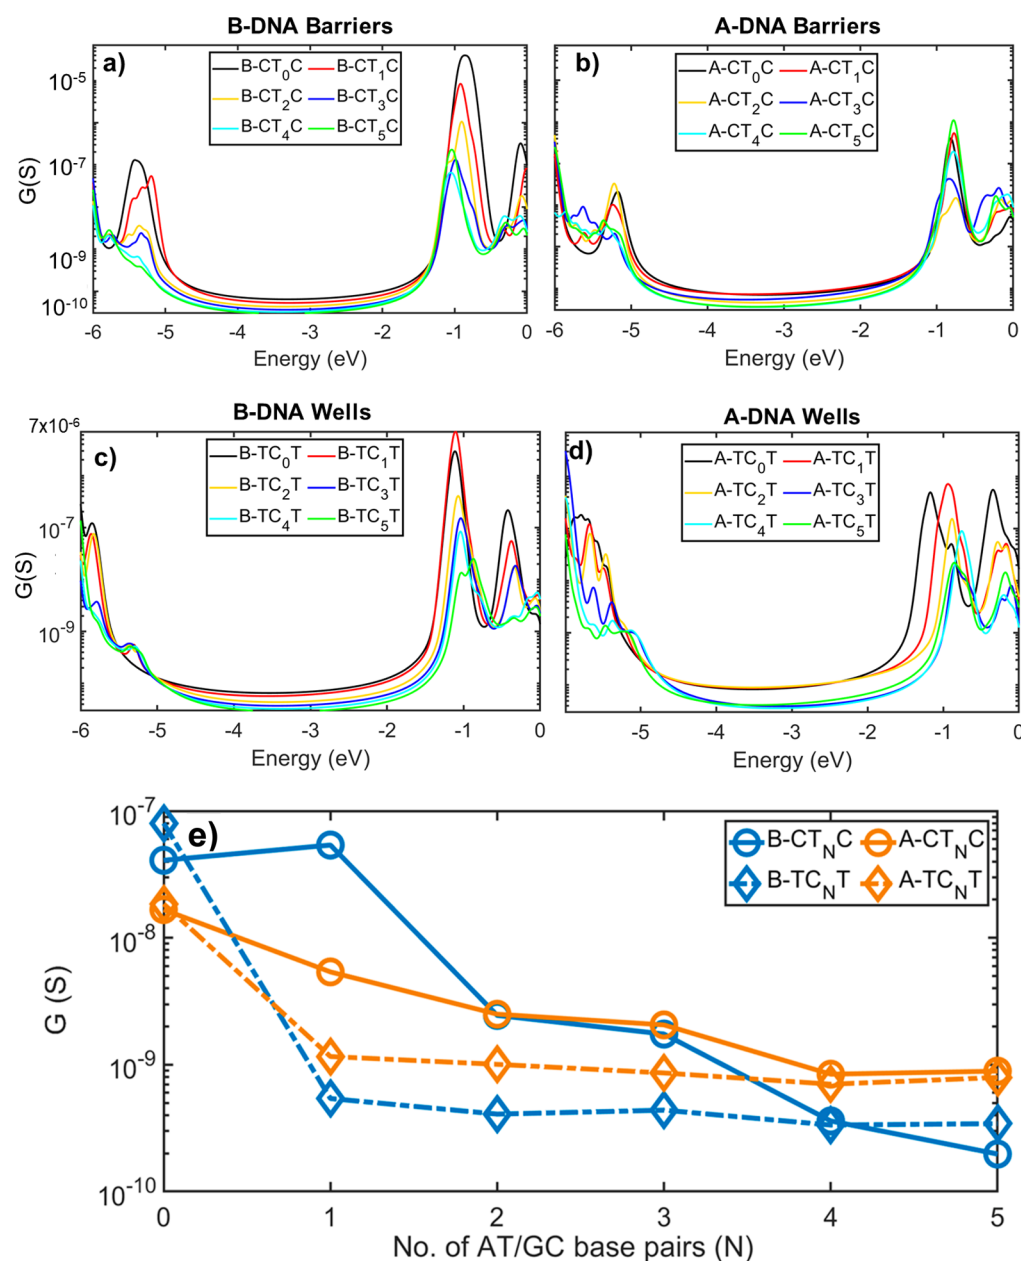 B-DNA Barriers
A-DNA Barriers
a)
B-CT₀C B-CT₁C
B-CT₂C B-CT₃C
B-CT₄C B-CT₅C
b)
A-CT₀C A-CT₁C
A-CT₂C A-CT₃C
A-CT₄C A-CT₅C
10⁻⁵
10⁻⁷
10⁻⁹
10⁻¹⁰
G(S)
-6 -5 -4 -3 -2 -1 0
-6 -5 -4 -3 -2 -1 0
Energy (eV)
Energy (eV)
B-DNA Wells
A-DNA Wells
7x10⁻⁶
c)
B-TC₀T B-TC₁T
B-TC₂T B-TC₃T
B-TC₄T B-TC₅T
d)
A-TC₀T A-TC₁T
A-TC₂T A-TC₃T
A-TC₄T A-TC₅T
10⁻⁷
10⁻⁹
G(S)
-6 -5 -4 -3 -2 -1 0
-5 -4 -3 -2 -1 0
Energy (eV)
Energy (eV)
e)
B-CT_NC A-CT_NC
B-TC_NT A-TC_NT
10⁻⁷
10⁻⁸
10⁻⁹
10⁻¹⁰
G (S)
0 1 2 3 4 5
No. of AT/GC base pairs (N)